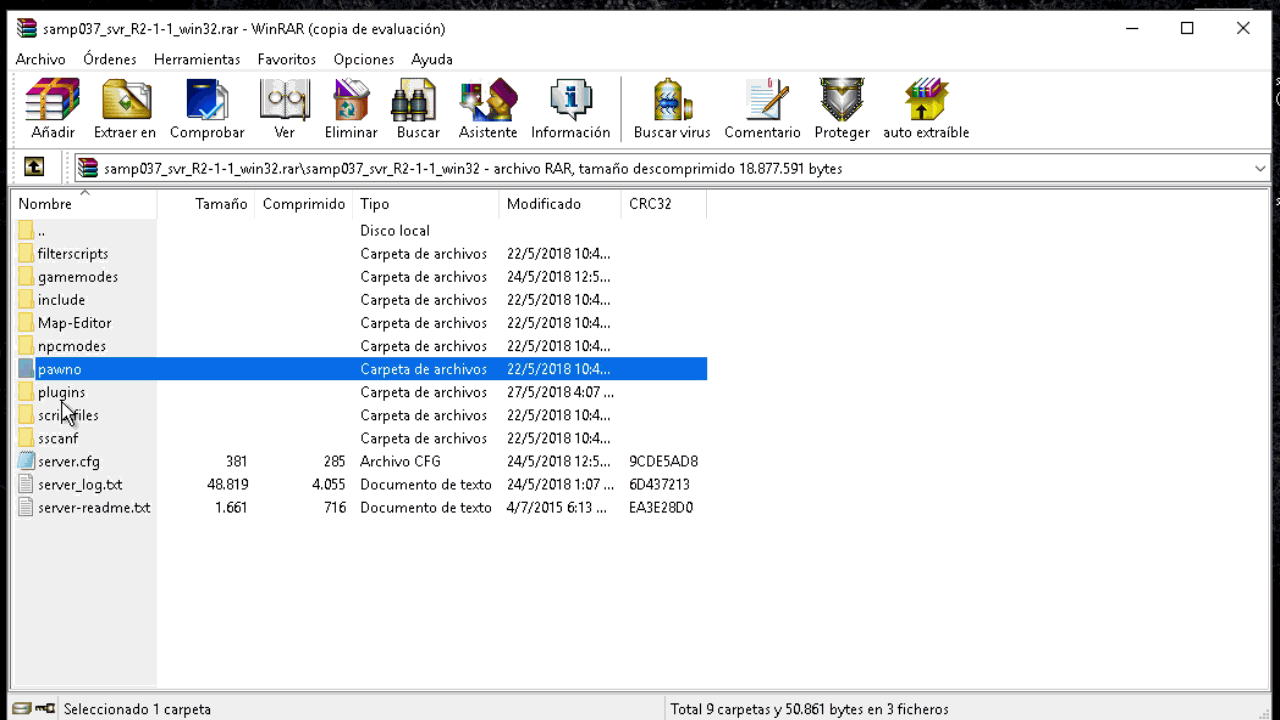 samp037_svr_R2-1-1_win32.rar - WinRAR (copia de evaluación)
Archivo Órdenes Herramientas Favoritos Opciones Ayuda
Añadir Extraer en Comprobar Ver Eliminar Buscar Asistente Información Buscar virus Comentario Proteger auto extraíble
samp037_svr_R2-1-1_win32.rar\samp037_svr_R2-1-1_win32 - archivo RAR, tamaño descomprimido 18.877.591 bytes
Nombre Tamaño Comprimido Tipo Modificado CRC32
.. Disco local
filterscripts Carpeta de archivos 22/5/2018 10:4...
gamemodes Carpeta de archivos 24/5/2018 12:5...
include Carpeta de archivos 22/5/2018 10:4...
Map-Editor Carpeta de archivos 22/5/2018 10:4...
npcmodes Carpeta de archivos 22/5/2018 10:4...
pawno Carpeta de archivos 22/5/2018 10:4...
plugins Carpeta de archivos 27/5/2018 4:07 ...
scriptfiles Carpeta de archivos 22/5/2018 10:4...
sscanf Carpeta de archivos 22/5/2018 10:4...
server.cfg 381 285 Archivo CFG 24/5/2018 12:5... 9CDE5AD8
server_log.txt 48.819 4.055 Documento de texto 24/5/2018 1:07 ... 6D437213
server-readme.txt 1.661 716 Documento de texto 4/7/2015 6:13 ... EA3E28D0
Seleccionado 1 carpeta Total 9 carpetas y 50.861 bytes en 3 ficheros